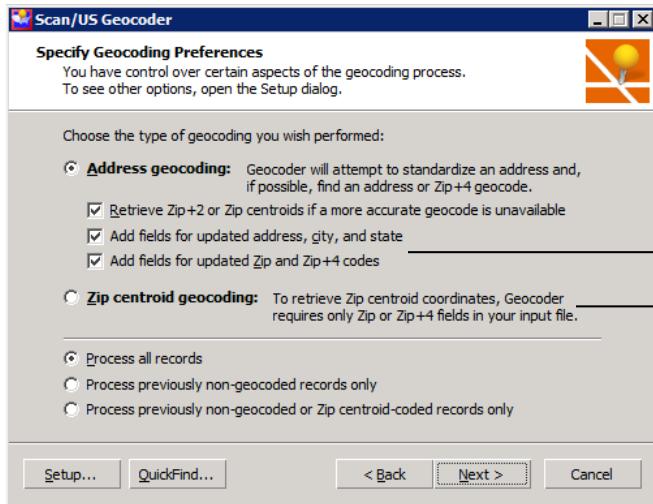 Scan/US Geocoder
Specify Geocoding Preferences
You have control over certain aspects of the geocoding process.
To see other options, open the Setup dialog.
Choose the type of geocoding you wish performed:
Address geocoding: Geocoder will attempt to standardize an address and,
if possible, find an address or Zip+4 geocode.
Retrieve Zip+2 or Zip centroids if a more accurate geocode is unavailable
Add fields for updated address, city, and state
Add fields for updated Zip and Zip+4 codes
Zip centroid geocoding: To retrieve Zip centroid coordinates, Geocoder
requires only Zip or Zip+4 fields in your input file.
Process all records
Process previously non-geocoded records only
Process previously non-geocoded or Zip centroid-coded records only
Setup... QuickFind... < Back Next > Cancel